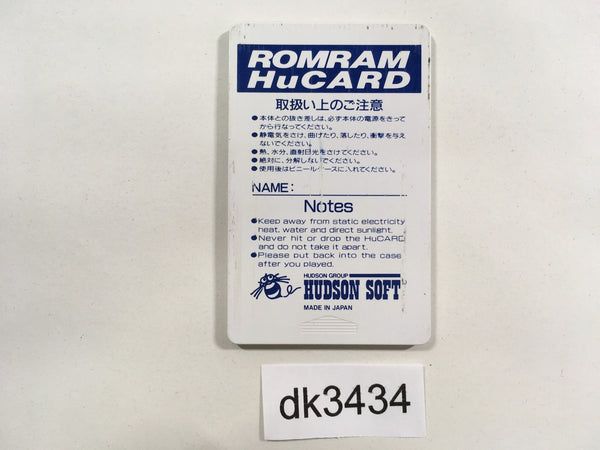 ROMRAM
HuCARD
取扱い上のご注意
●本体との抜き差しは、必ず本体の電源をきって
から行なってください。
●静電気をさけ、曲げたり、落したり、衝撃を与え
ないでください。
●熱、水分、直射日光をさけてください。
●絶対に、分解しないでください。
●使用後はビニールケースに入れてください。
NAME:
Notes
●Keep away from static electricity
heat, water and direct sunlight.
●Never hit or drop the HuCARD
and do not take it apart.
●Please put back into the case
after you played.
HUDSON GROUP
HUDSON SOFT
MADE IN JAPAN
dk3434